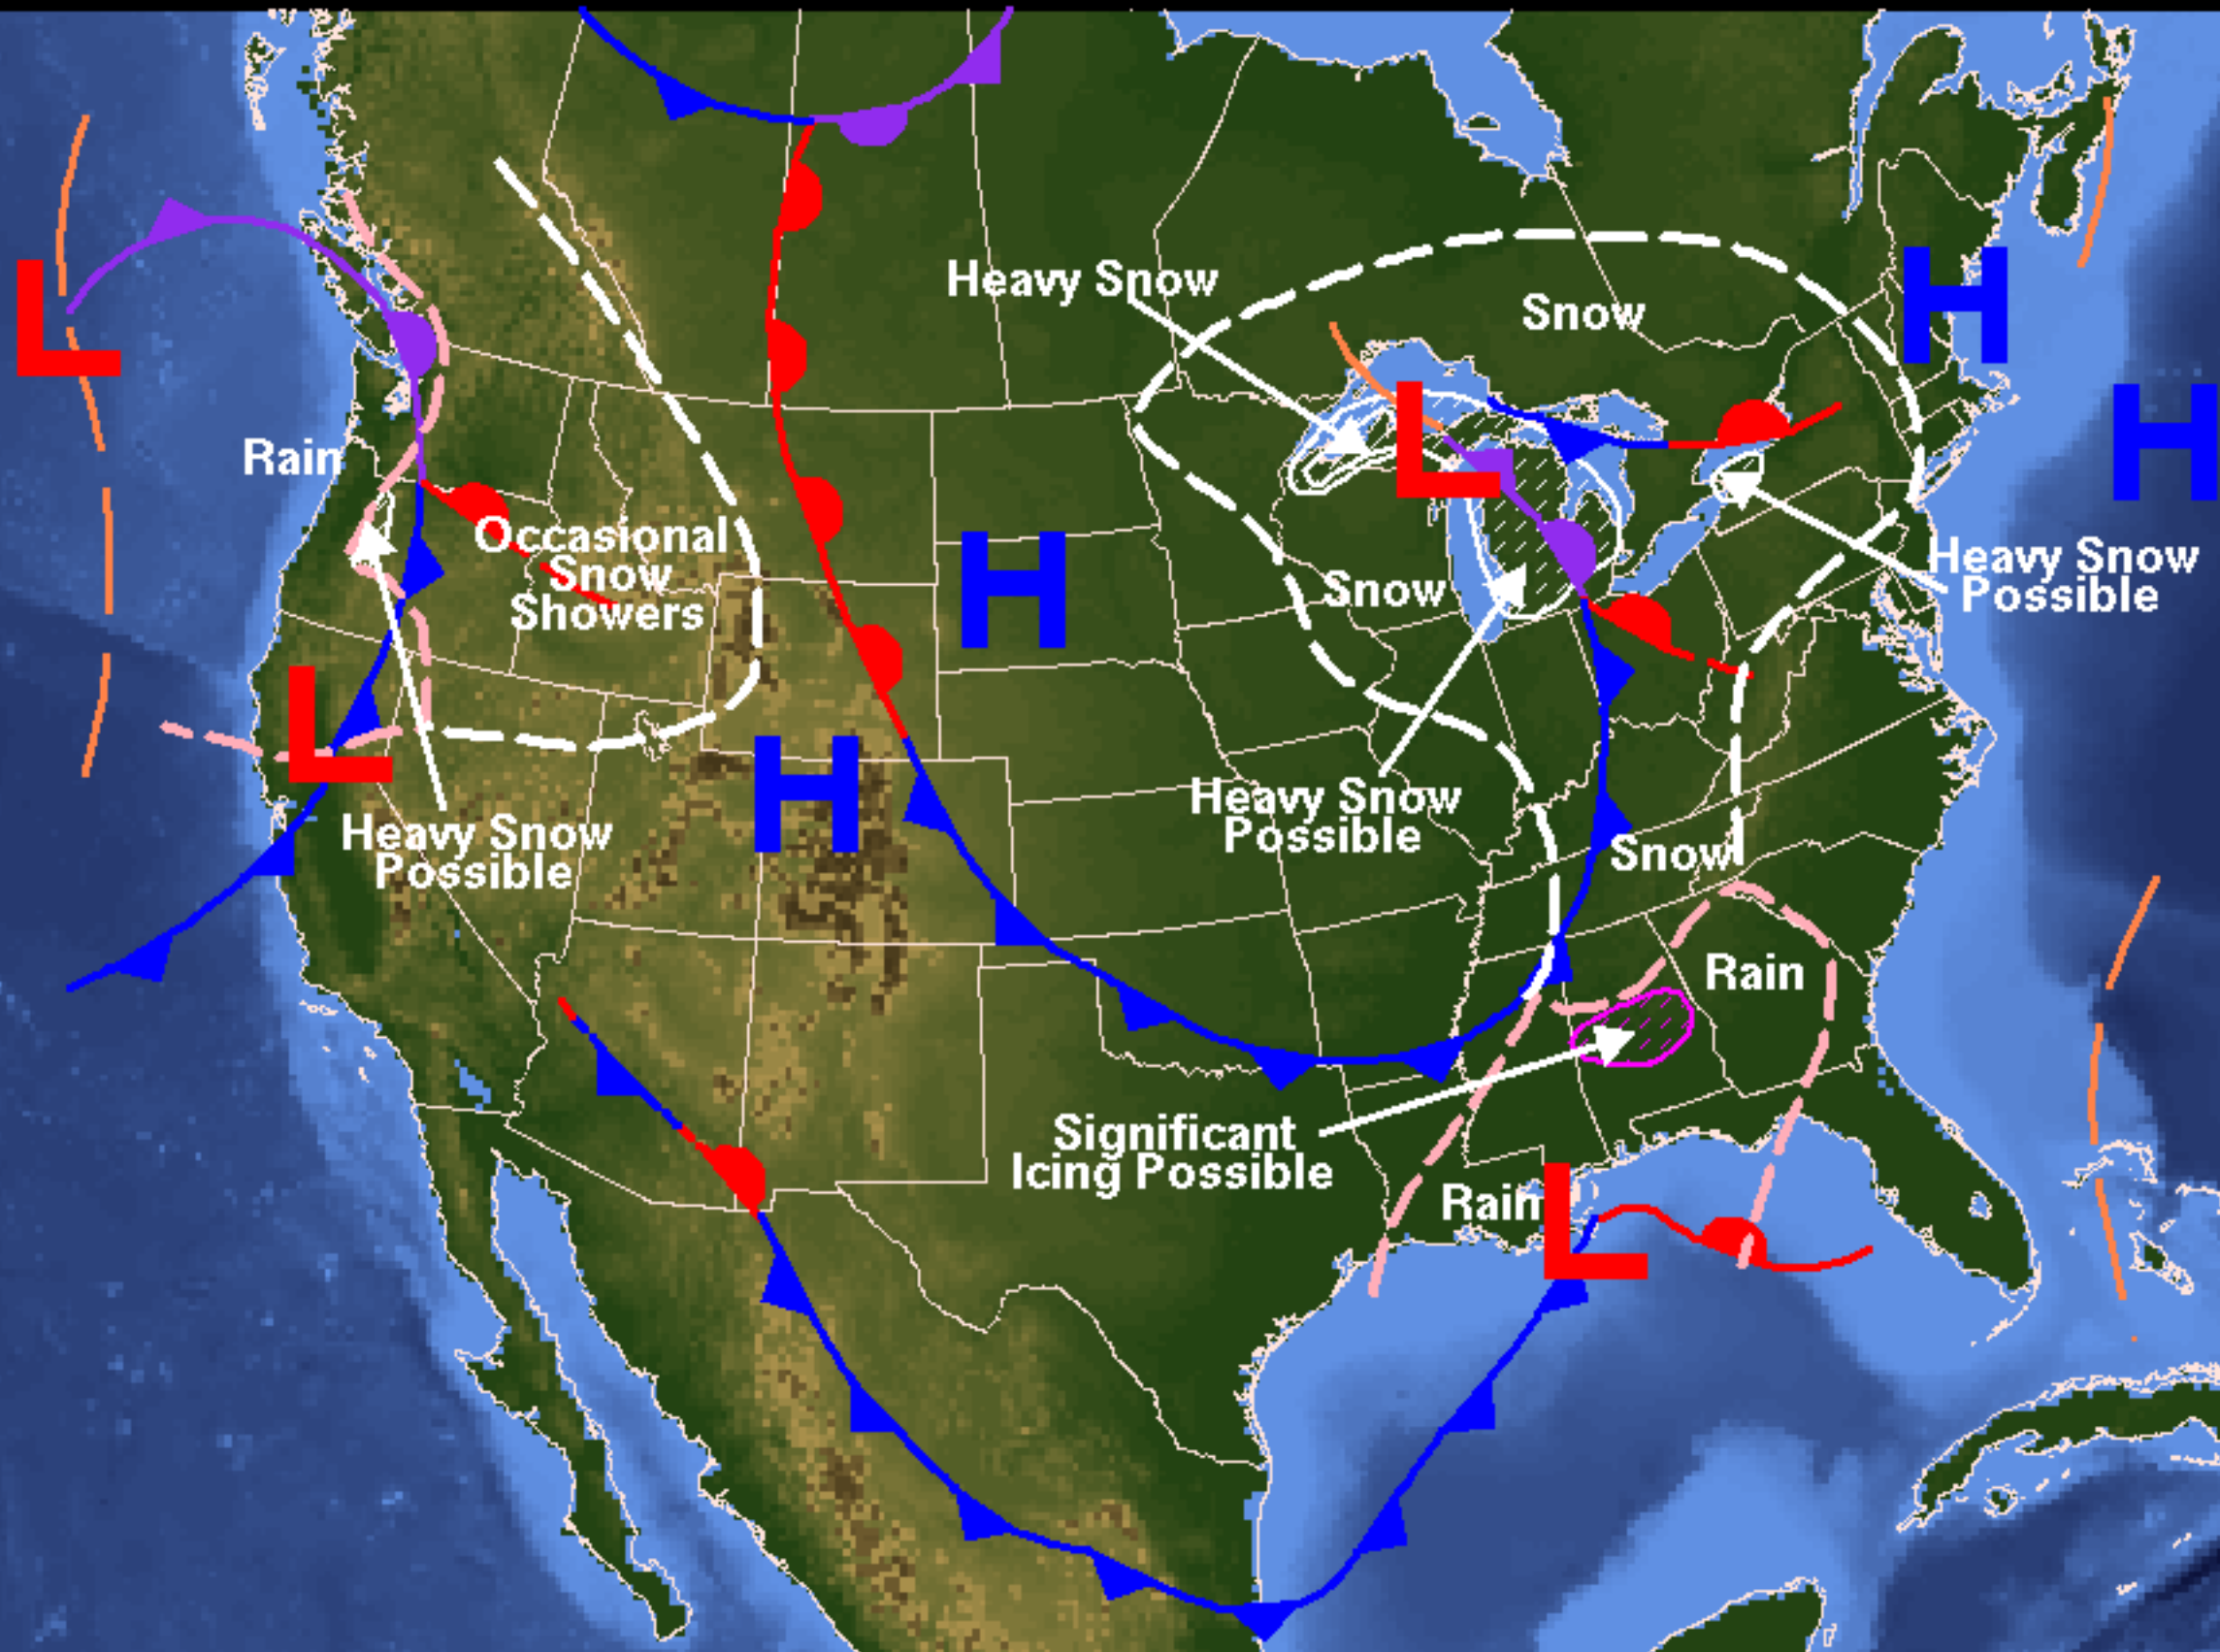 Heavy Snow
Snow
H
L
H
L
H
Rain
Occasional
Snow
Showers
H
Snow
Heavy Snow
Possible
L
H
Heavy Snow
Possible
Heavy Snow
Possible
Snow
Rain
Significant
Icing Possible
Rain
L